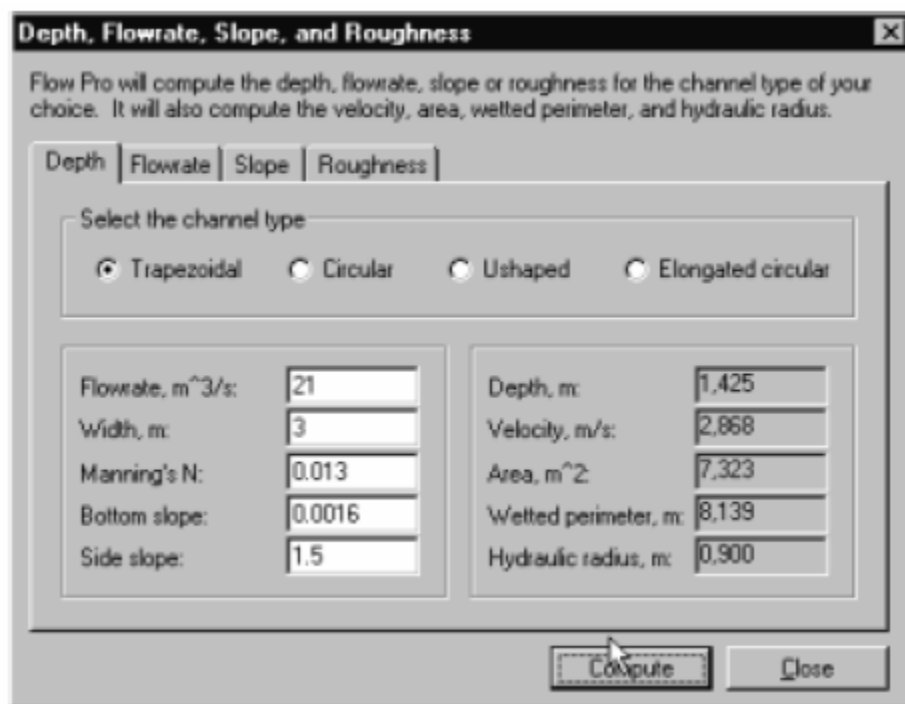 Depth, Flowrate, Slope, and Roughness
Flow Pro will compute the depth, flowrate, slope or roughness for the channel type of your
choice. It will also compute the velocity, area, wetted perimeter, and hydraulic radius.
Depth Flowrate Slope Roughness
Select the channel type
Trapezoidal Circular Ushaped Elongated circular
Flowrate, m^3/s: 21
Width, m: 3
Manning's N: 0.013
Bottom slope: 0.0016
Side slope: 1.5
Depth, m: 1,425
Velocity, m/s: 2,868
Area, m^2: 7,323
Wetted perimeter, m: 8,139
Hydraulic radius, m: 0,900
Compute Close